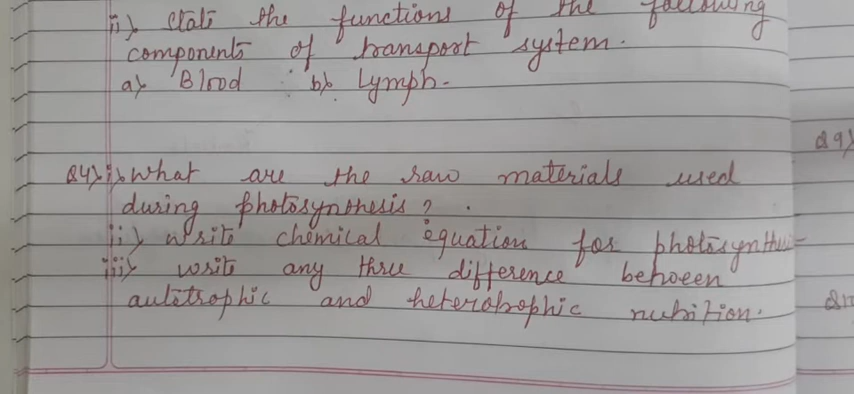 ii) State the functions of the following
components of transport system.
a) Blood b) Lymph.
Q9)
Q4) i) What are the raw materials used
during photosynthesis?
ii) write chemical equation for photosynthesis
iii) write any three difference between
autotrophic and heterotrophic nutrition.